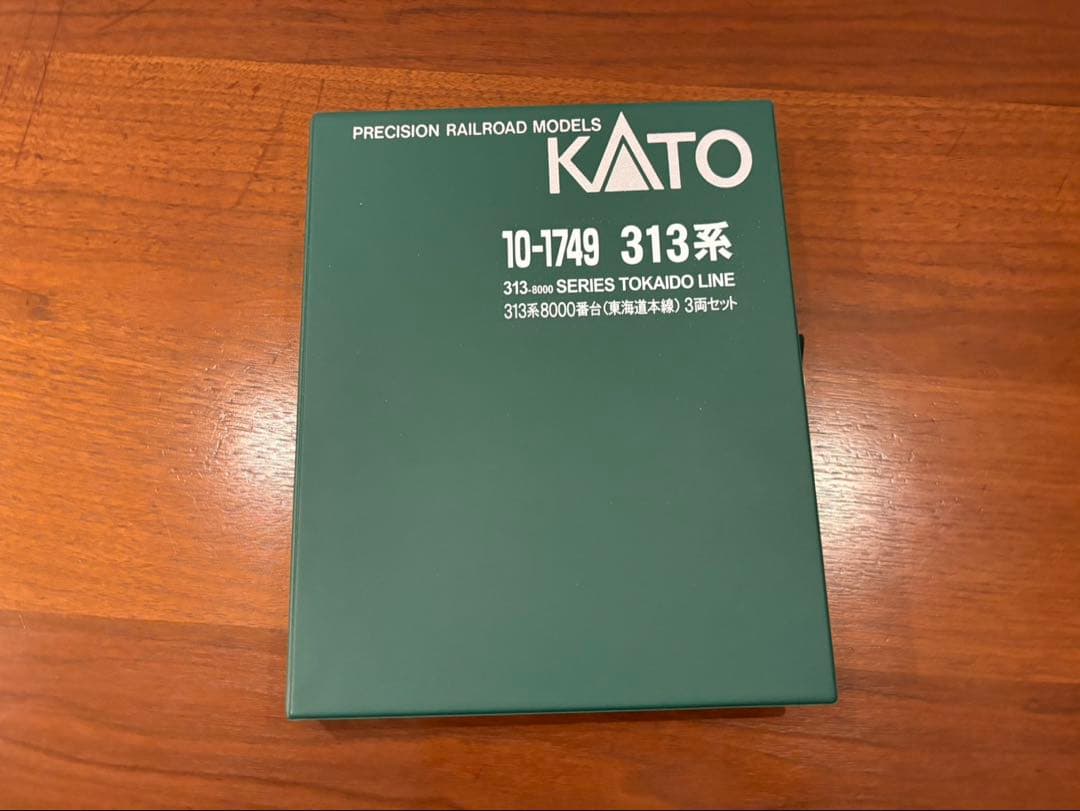 PRECISION RAILROAD MODELS
KATO
10-1749 313系
313-8000 SERIES TOKAIDO LINE
313系8000番台(東海道本線) 3両セット